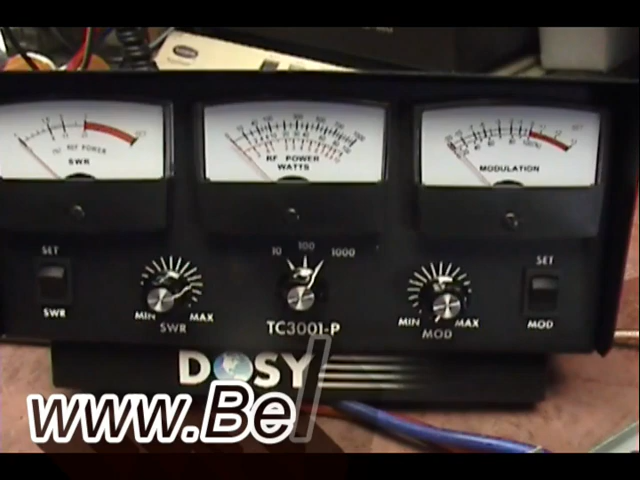 SWR
RF POWER
WATTS
MODULATION
SET
SWR
MIN
MAX
SWR
10 100 1000
TC3001-P
MIN
MAX
MOD
SET
MOD
DOSY
www.Bel